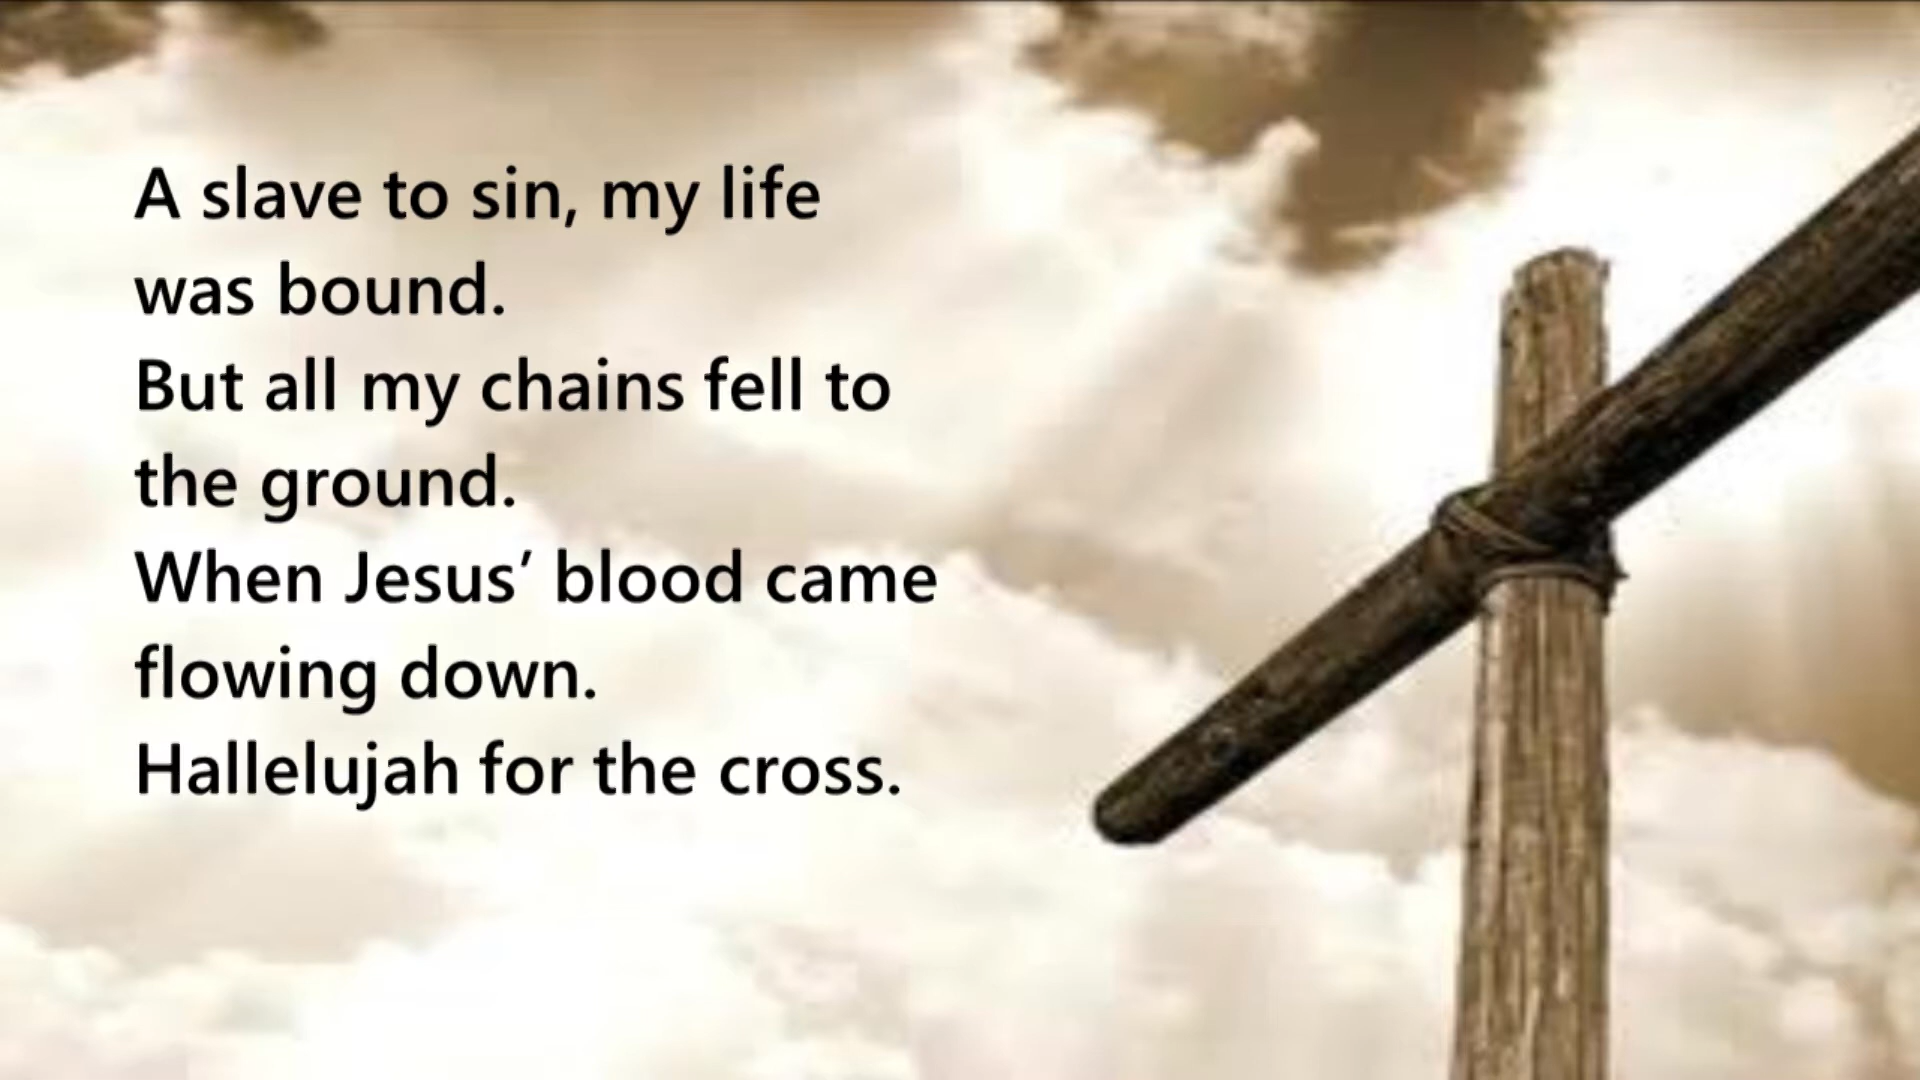 A slave to sin, my life
was bound.
But all my chains fell to
the ground.
When Jesus’ blood came
flowing down.
Hallelujah for the cross.